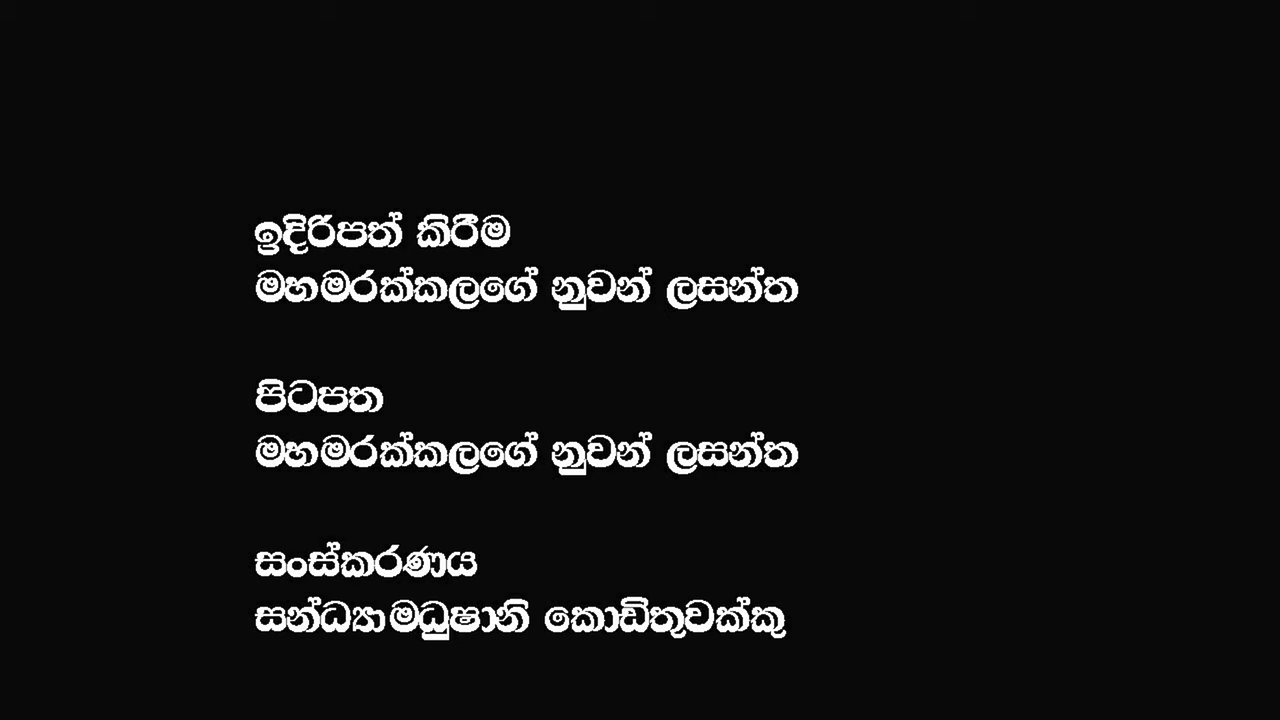 ඉදිරිපත් කිරීම
මහමරක්කලගේ නුවන් ලසන්ත
පිටපත
මහමරක්කලගේ නුවන් ලසන්ත
සංස්කරණය
සන්ධ්‍යාමධුෂානි කොඩිතුවක්කු